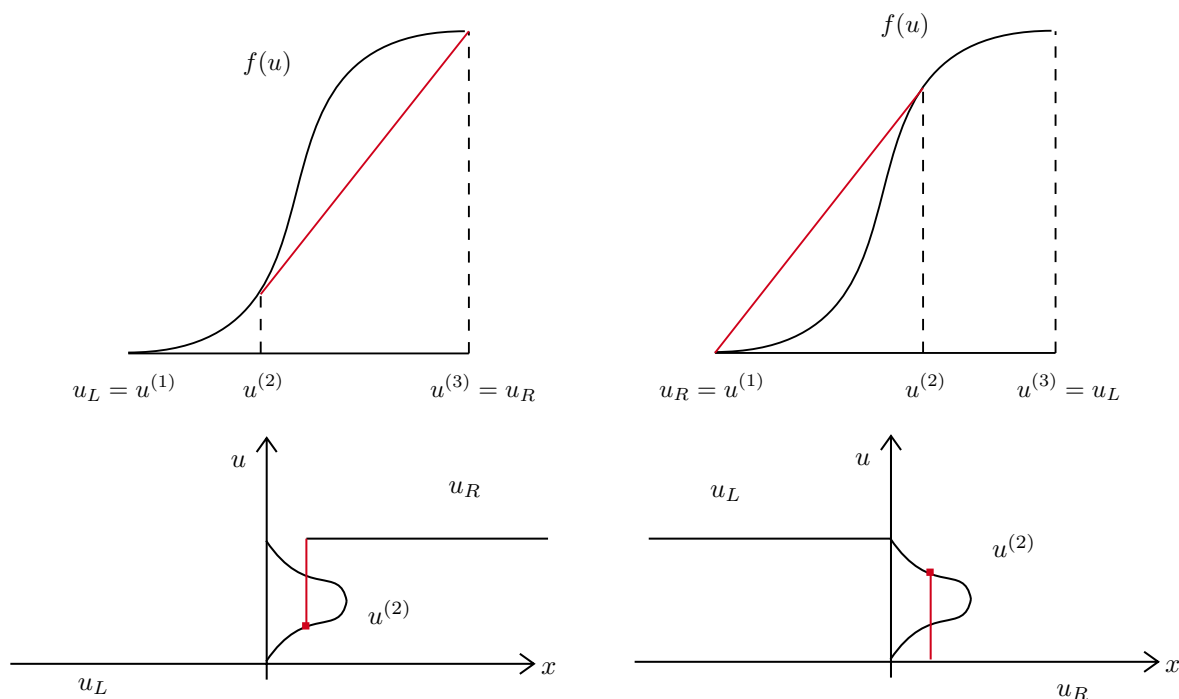 f(u)
f(u)
u_L = u^{(1)}
u^{(2)}
u^{(3)} = u_R
u_R = u^{(1)}
u^{(2)}
u^{(3)} = u_L
u
u_R
u^{(2)}
x
u_L
u
u_L
u^{(2)}
x
u_R